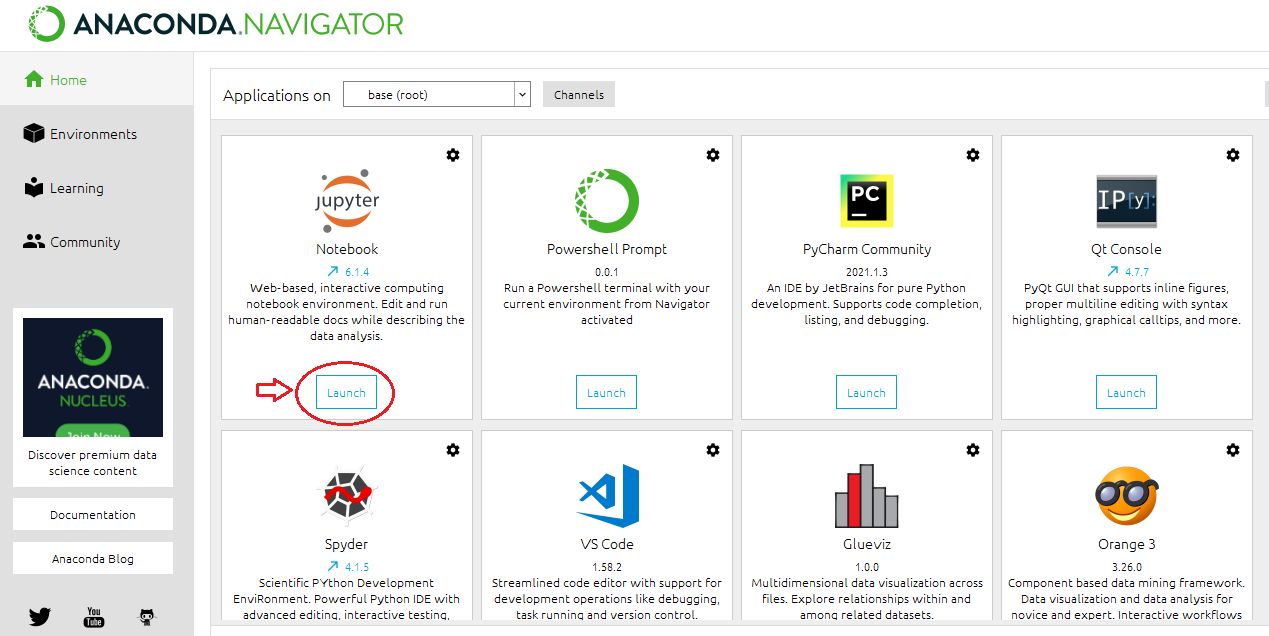 ANACONDA.NAVIGATOR
Home
Environments
Learning
Community
ANACONDA.
NUCLEUS.
Join Now
Discover premium data
science content
Documentation
Anaconda Blog
You
Tube
Applications on
base (root)
Channels
jupyter
Notebook
6.1.4
Web-based, interactive computing
notebook environment. Edit and run
human-readable docs while describing the
data analysis.
Launch
Powershell Prompt
0.0.1
Run a Powershell terminal with your
current environment from Navigator
activated
Launch
PC
PyCharm Community
2021.1.3
An IDE by JetBrains for pure Python
development. Supports code completion,
listing, and debugging.
Launch
IP[y]:
Qt Console
4.7.7
PyQt GUI that supports inline figures,
proper multiline editing with syntax
highlighting, graphical calltips, and more.
Launch
Spyder
4.1.5
Scientific PYthon Development
EnviRonment. Powerful Python IDE with
advanced editing, interactive testing,
VS Code
1.58.2
Streamlined code editor with support for
development operations like debugging,
task running and version control.
Glueviz
1.0.0
Multidimensional data visualization across
files. Explore relationships within and
among related datasets.
Orange 3
3.26.0
Component based data mining framework.
Data visualization and data analysis for
novice and expert. Interactive workflows